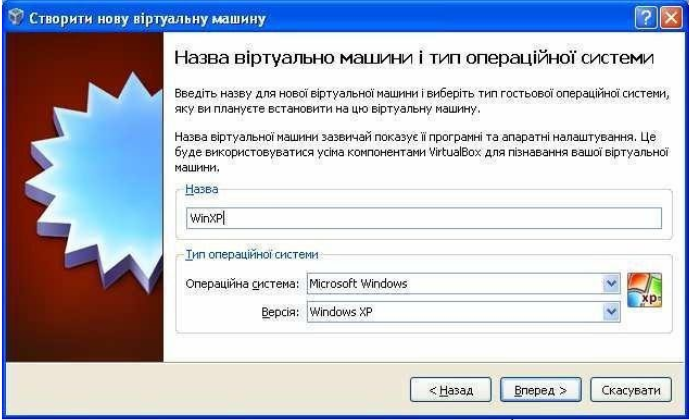 Створити нову віртуальну машину
Назва віртуально машини і тип операційної системи
Введіть назву для нової віртуальної машини і виберіть тип гостьової операційної системи,
яку ви плануєте встановити на цю віртуальну машину.
Назва віртуальної машини зазвичай показує її програмні та апаратні налаштування. Це
буде використовуватися усіма компонентами VirtualBox для пізнавання вашої віртуальної
машини.
Назва
WinXP
Тип операційної системи
Операційна система: Microsoft Windows
xp
Версія: Windows XP
< Назад Вперед > Скасувати